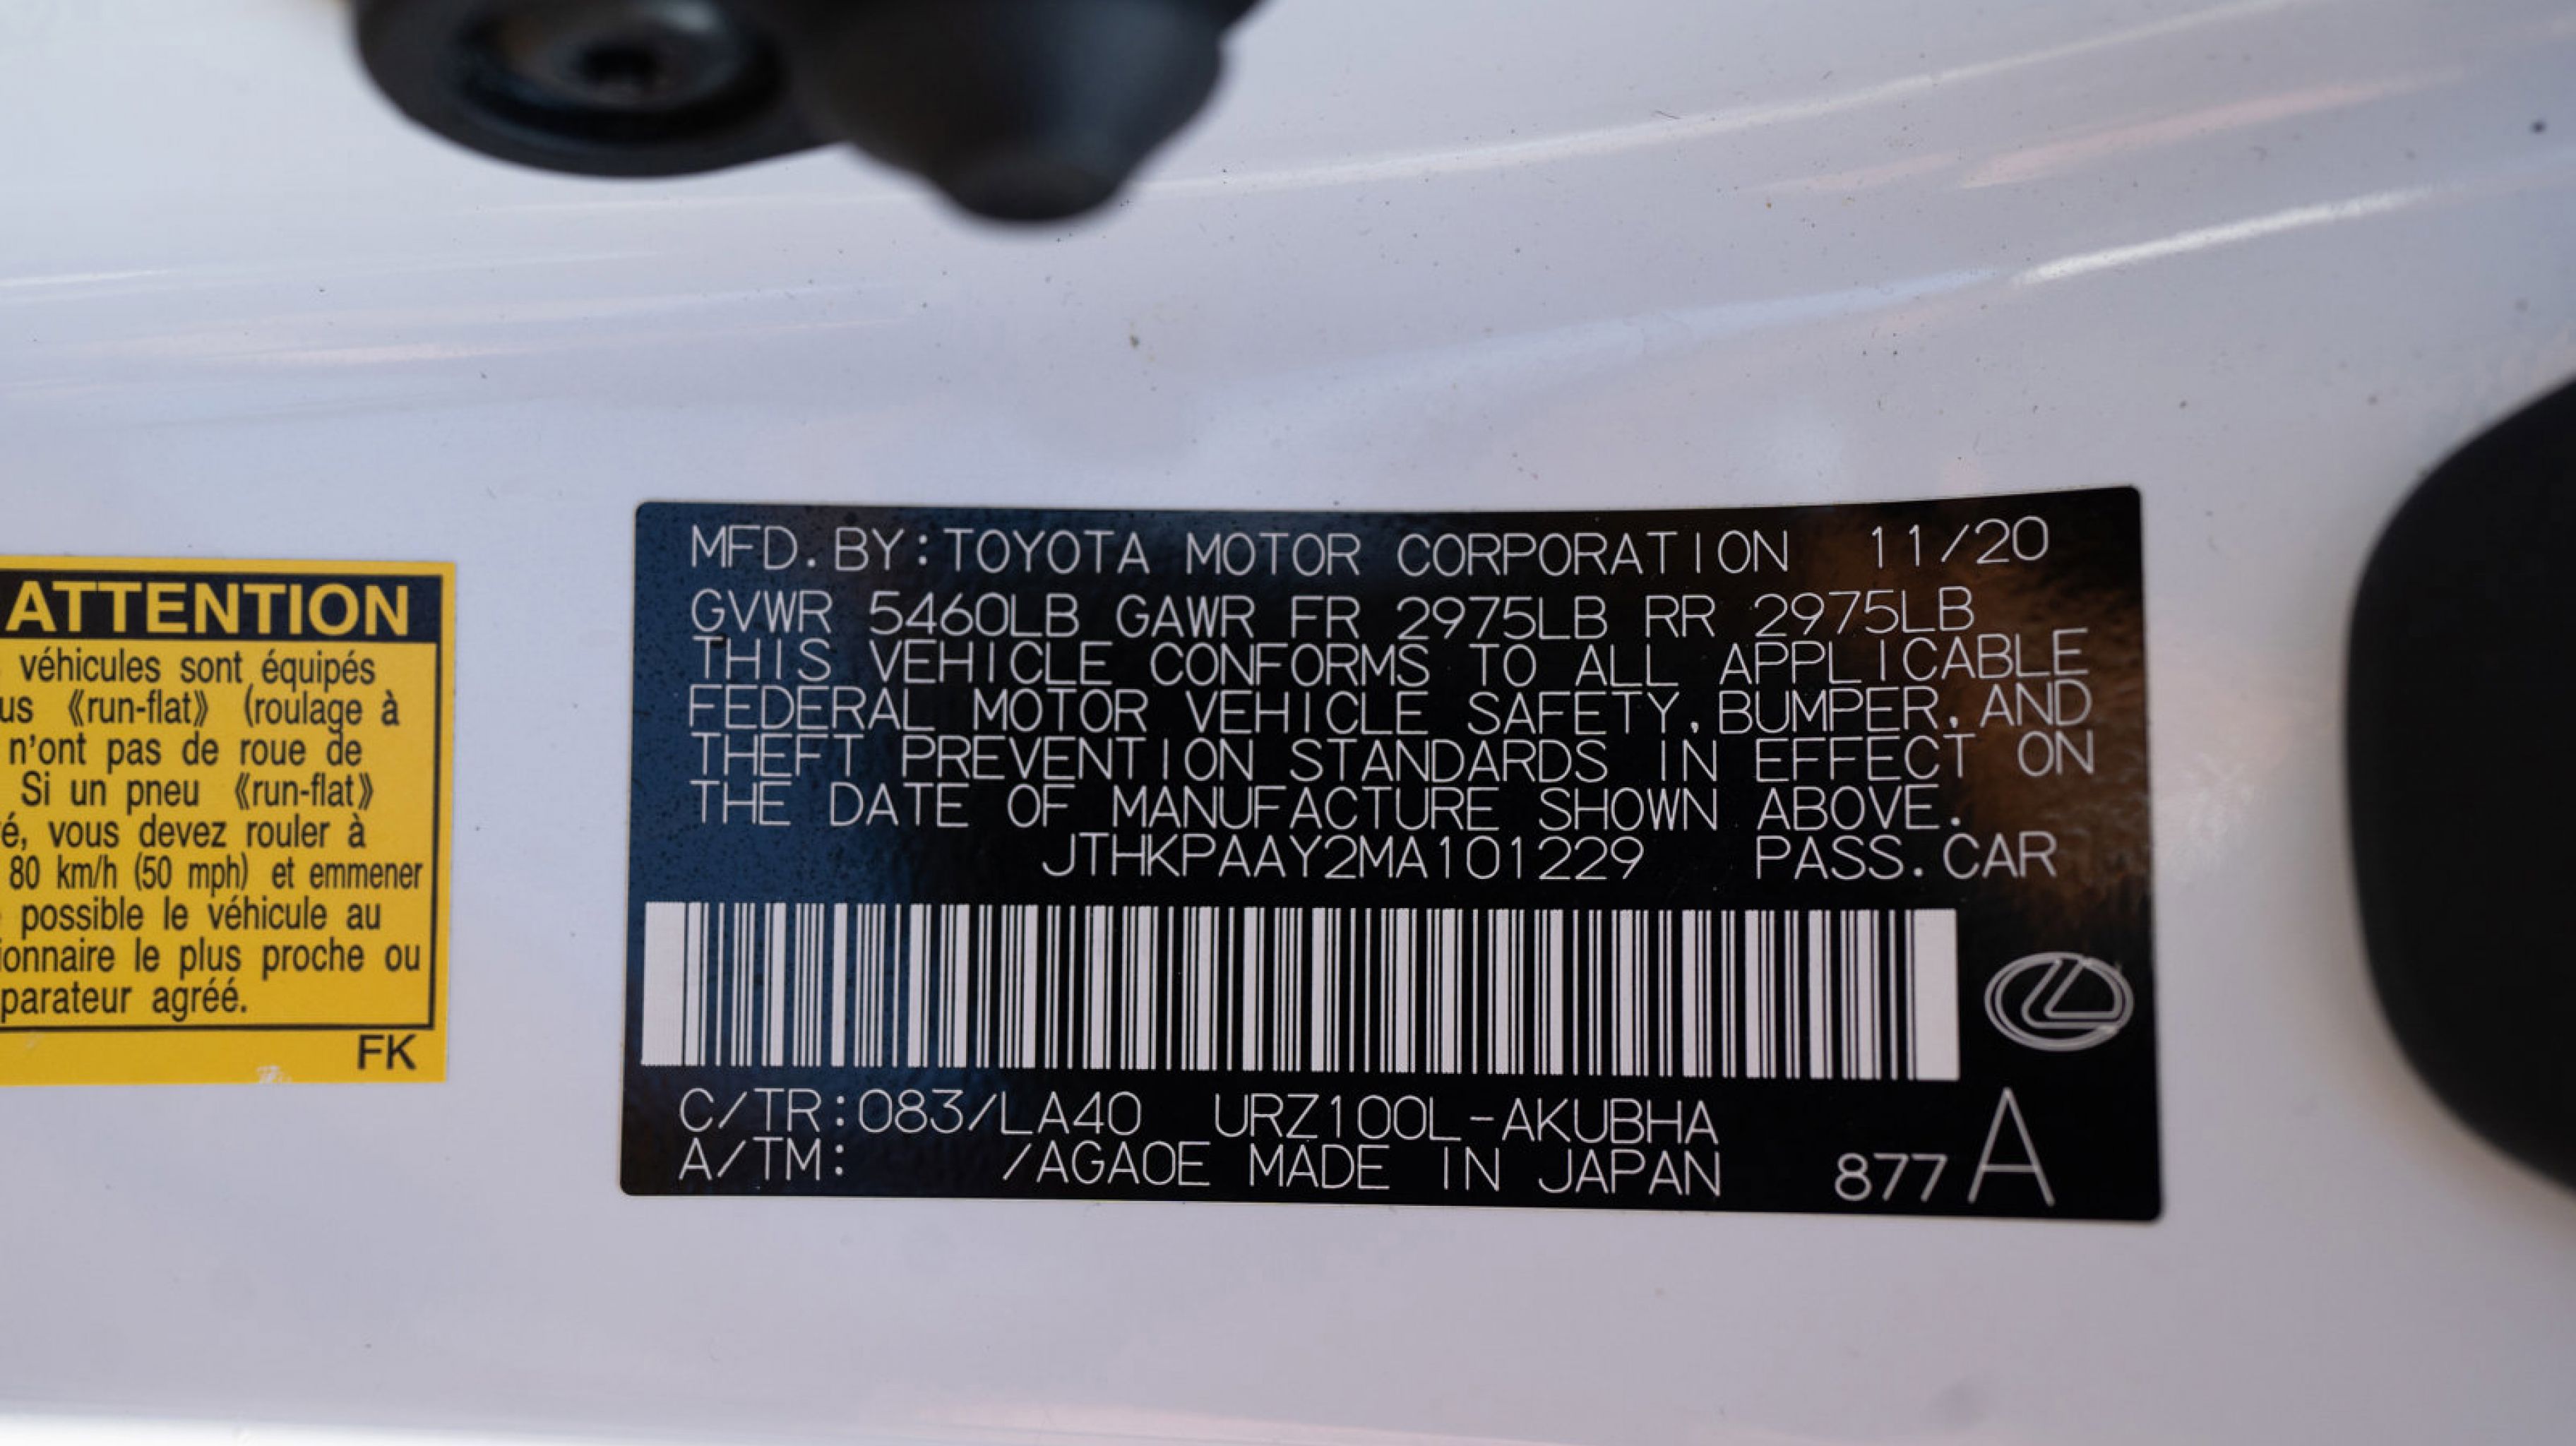 ATTENTION
véhicules sont équipés
us 《run-flat》 (roulage à
n'ont pas de roue de
Si un pneu 《run-flat》
é, vous devez rouler à
80 km/h (50 mph) et emmener
possible le véhicule au
ionnaire le plus proche ou
parateur agréé.
FK
MFD.BY:TOYOTA MOTOR CORPORATION 11/20
GVWR 5460LB GAWR FR 2975LB RR 2975LB
THIS VEHICLE CONFORMS TO ALL APPLICABLE
FEDERAL MOTOR VEHICLE SAFETY,BUMPER,AND
THEFT PREVENTION STANDARDS IN EFFECT ON
THE DATE OF MANUFACTURE SHOWN ABOVE.
JTHKPAAY2MA101229 PASS.CAR
C/TR:083/LA40 URZ100L-AKUBHA
A/TM: /AGA0E MADE IN JAPAN 877 A